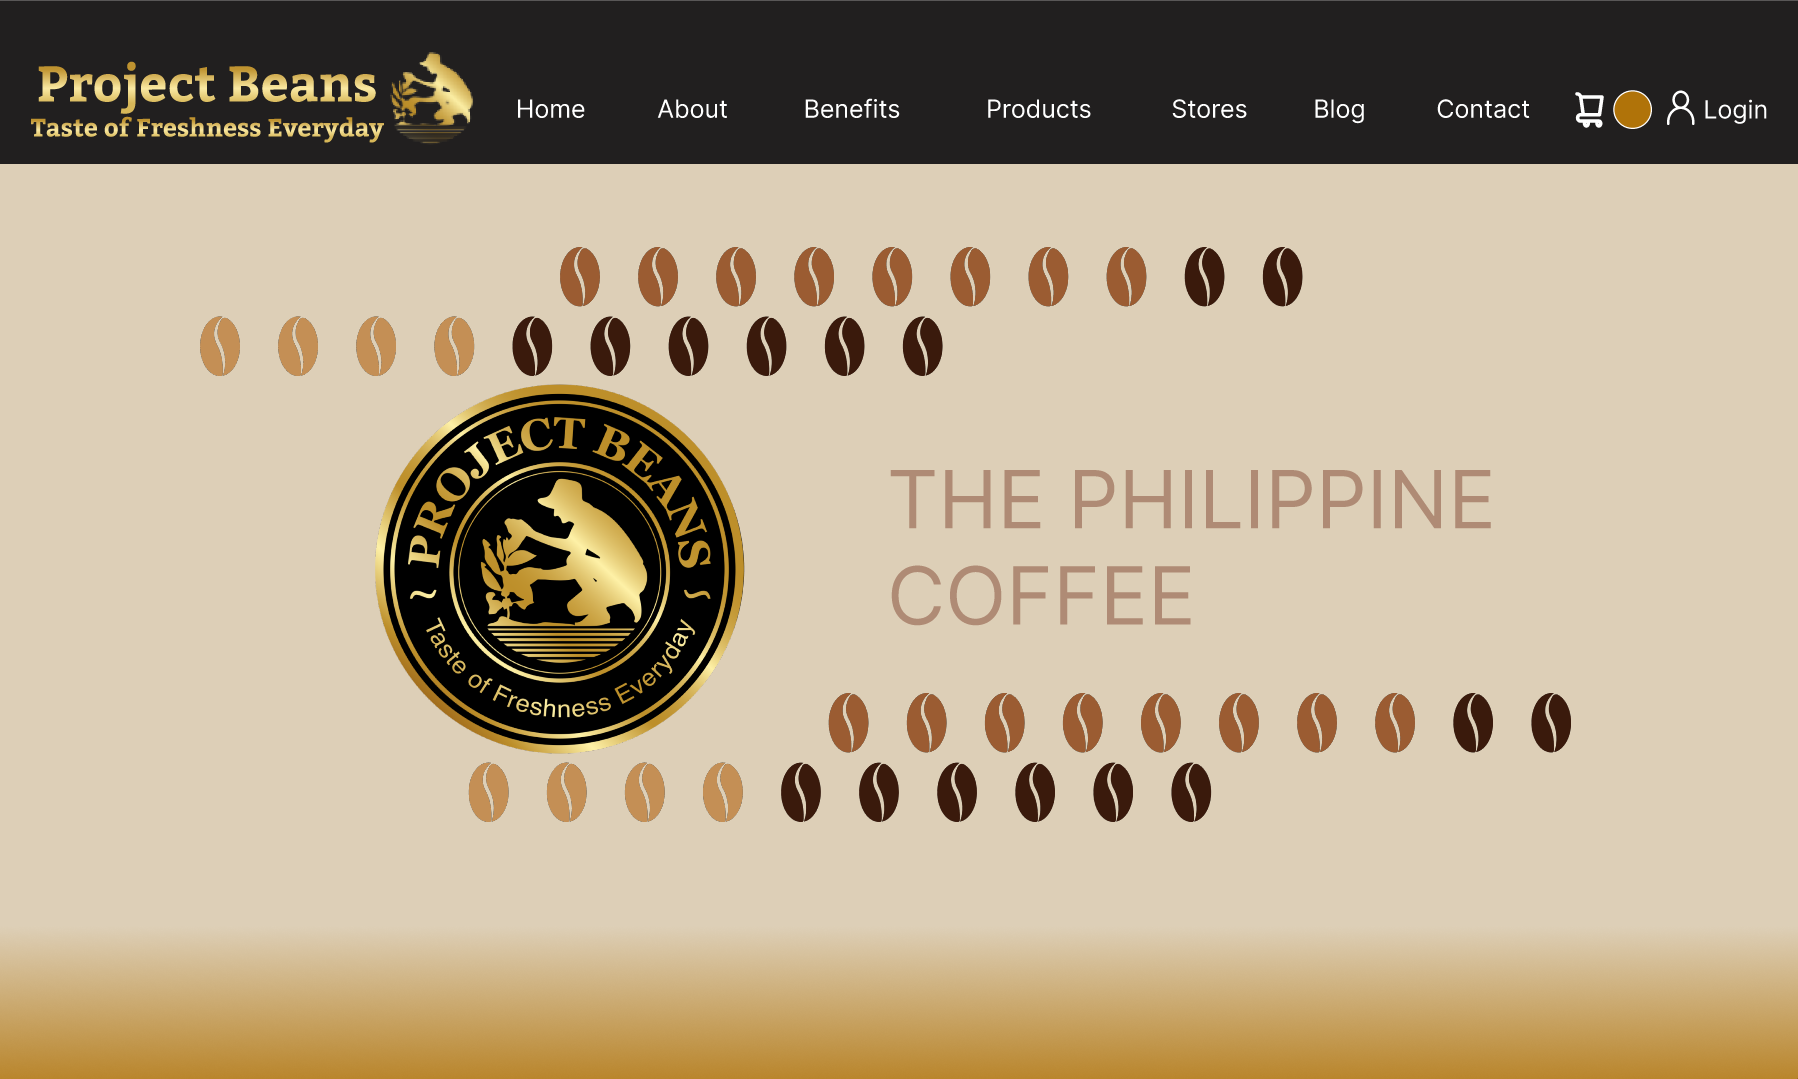 Project Beans
Taste of Freshness Everyday
Home
About
Benefits
Products
Stores
Blog
Contact
Login
PROJECT BEANS
Taste of Freshness Everyday
THE PHILIPPINE
COFFEE